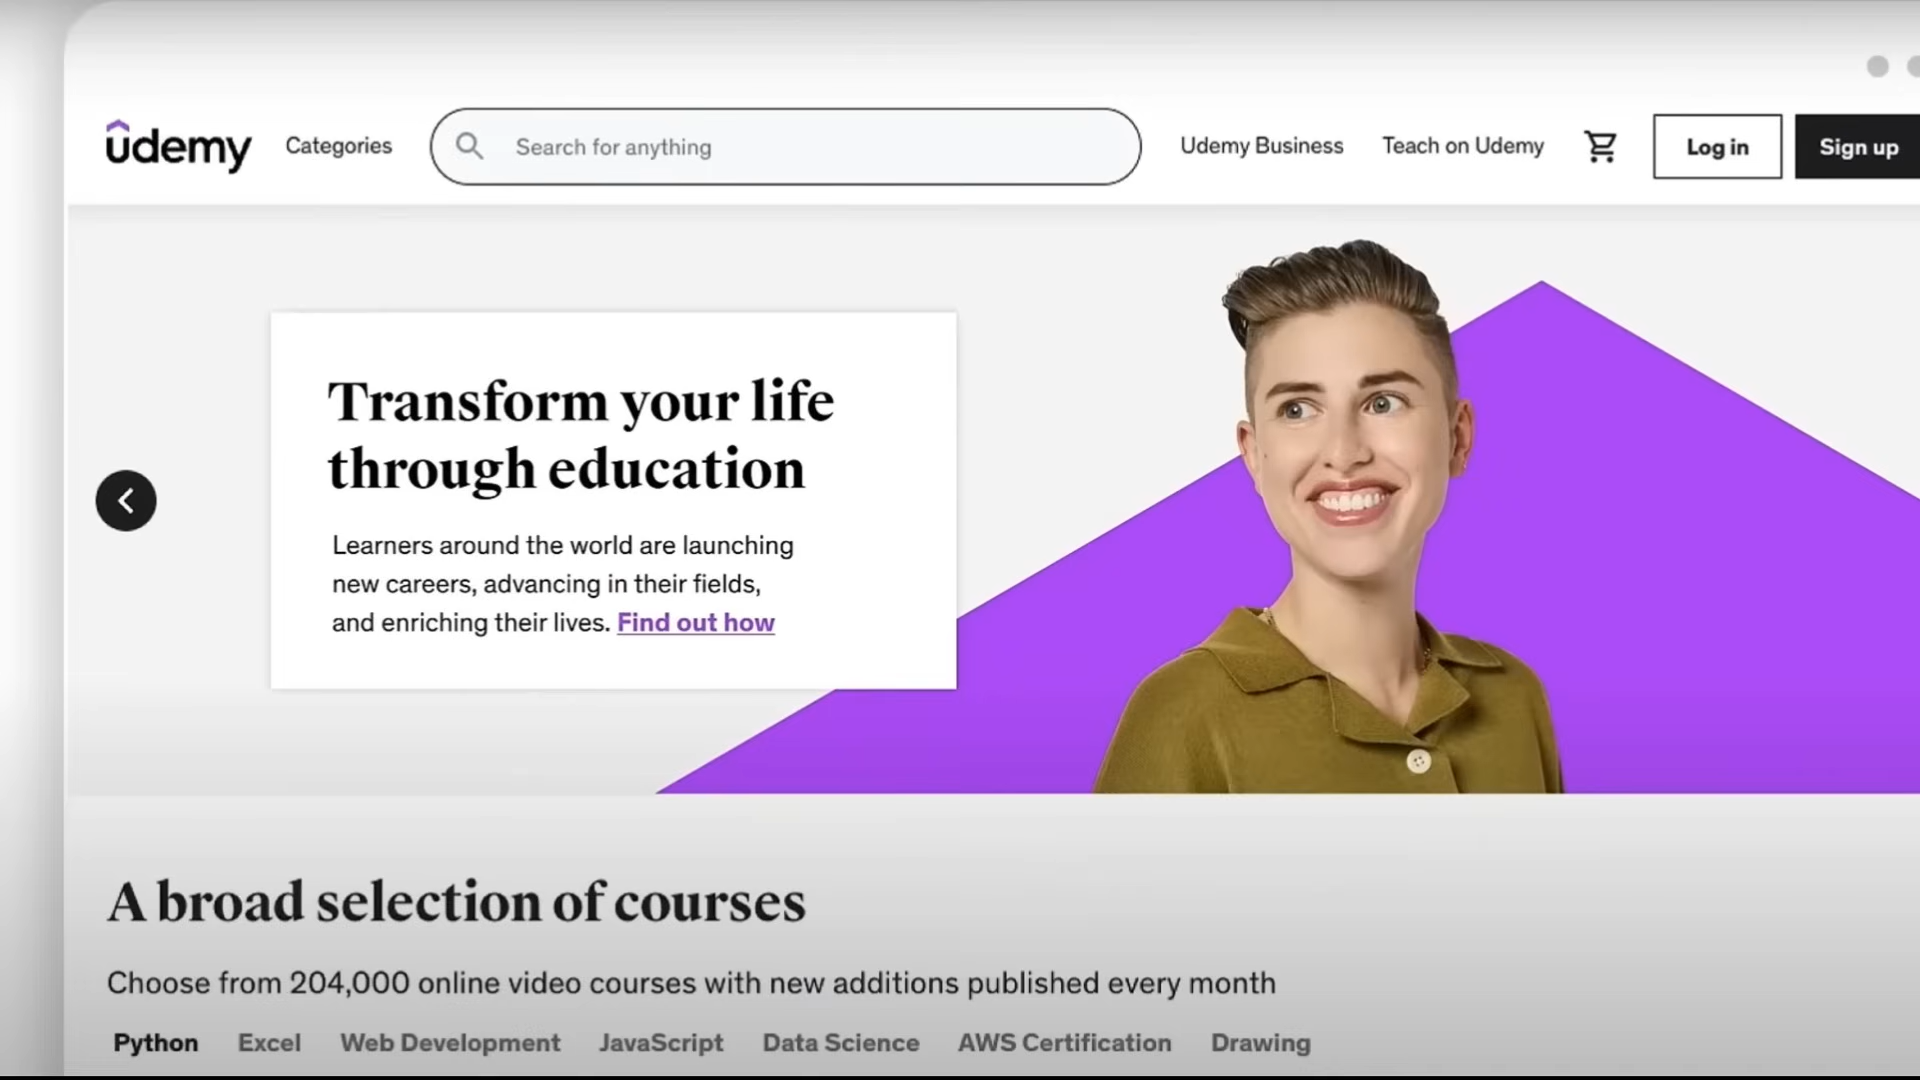 udemy
Categories
Search for anything
Udemy Business
Teach on Udemy
Log in
Sign up
Transform your life
through education
Learners around the world are launching
new careers, advancing in their fields,
and enriching their lives. Find out how
A broad selection of courses
Choose from 204,000 online video courses with new additions published every month
Python Excel Web Development JavaScript Data Science AWS Certification Drawing